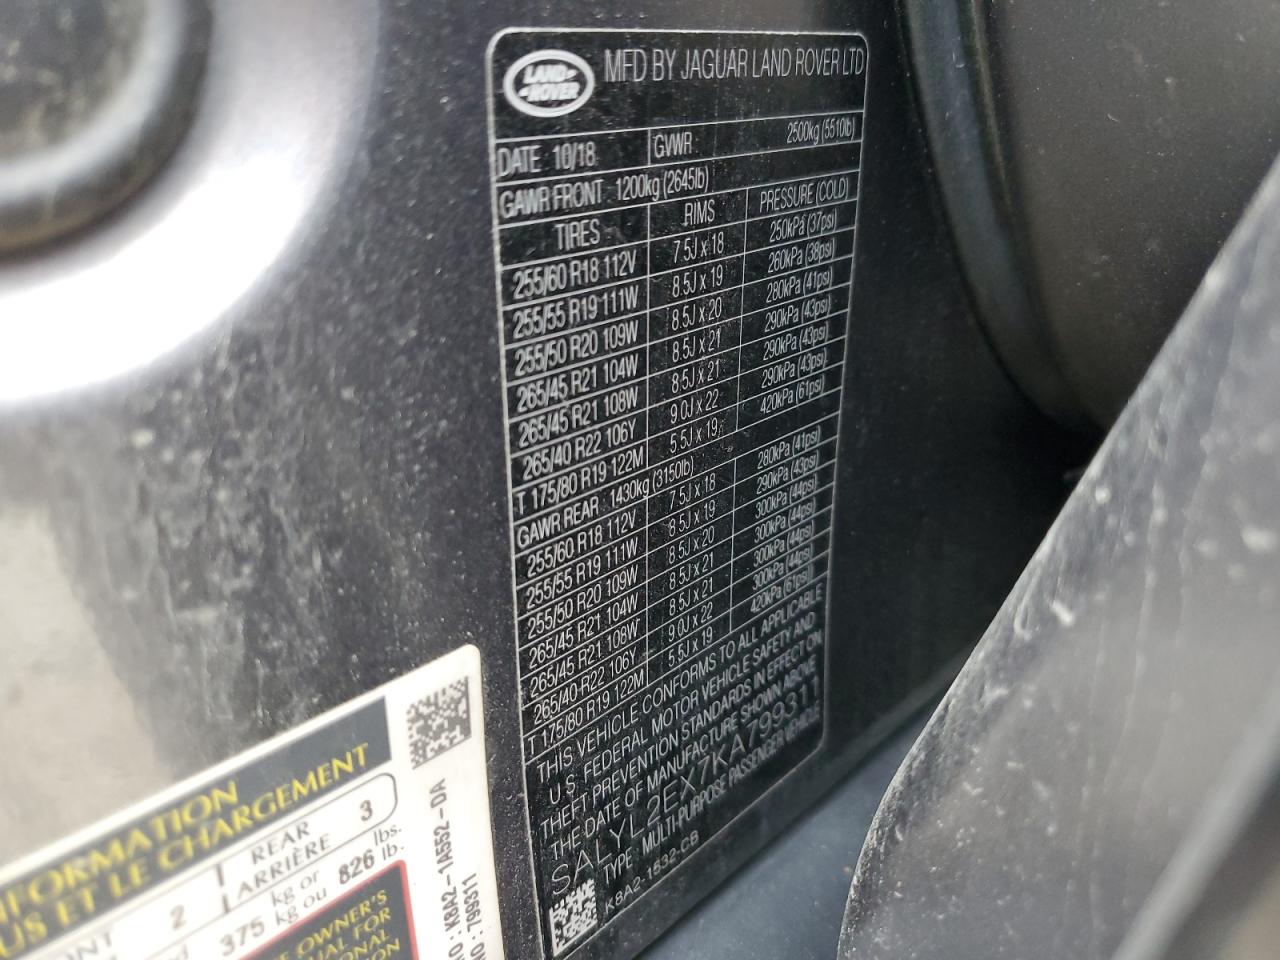 LAND ROVER
MFD BY JAGUAR LAND ROVER LTD
DATE : 10/18 GVWR : 2500kg (5510lb)
GAWR FRONT : 1200kg (2645lb)
TIRES RIMS PRESSURE (COLD)
255/60 R18 112V 7.5J x 18 250kPa (37psi)
255/55 R19 111W 8.5J x 19 260kPa (38psi)
255/50 R20 109W 8.5J x 20 280kPa (41psi)
265/45 R21 104W 8.5J x 21 290kPa (43psi)
265/45 R21 108W 8.5J x 21 290kPa (43psi)
265/40 R22 106Y 9.0J x 22 290kPa (43psi)
T 175/80 R19 122M 5.5J x 19 420kPa (61psi)
GAWR REAR : 1430kg (3150lb)
255/60 R18 112V 7.5J x 18 280kPa (41psi)
255/55 R19 111W 8.5J x 19 290kPa (43psi)
255/50 R20 109W 8.5J x 20 300kPa (44psi)
265/45 R21 104W 8.5J x 21 300kPa (44psi)
265/45 R21 108W 8.5J x 21 300kPa (44psi)
265/40 R22 106Y 9.0J x 22 300kPa (44psi)
T 175/80 R19 122M 5.5J x 19 420kPa (61psi)
THIS VEHICLE CONFORMS TO ALL APPLICABLE
U.S. FEDERAL MOTOR VEHICLE SAFETY AND
THEFT PREVENTION STANDARDS IN EFFECT ON
THE DATE OF MANUFACTURE SHOWN ABOVE
SALYL2EX7KA799311
TYPE: MULTI-PURPOSE PASSENGER VEHICLE
K8A2-1532-CB
INFORMATION
US ET LE CHARGEMENT
2 REAR 3
ARRIÈRE
375 kg or 826 lbs.
kg ou lb.
OWNER'S
FOR
K8A2-1A552-DA
799311